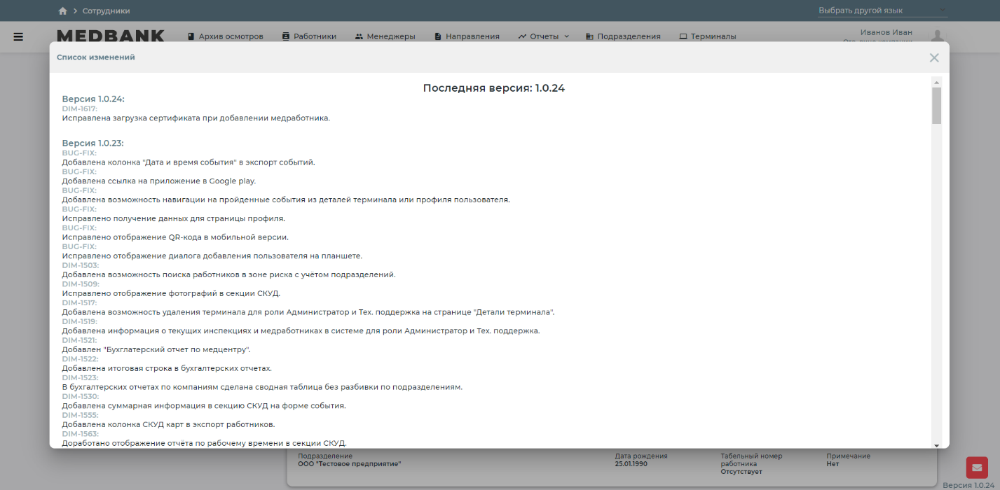 Сотрудники
Выбрать другой язык
MEDBANK
Архив осмотров
Работники
Менеджеры
Направления
Отчеты
Подразделения
Терминалы
Иванов Иван
Список изменений
Последняя версия: 1.0.24
Версия 1.0.24:
DIM-1617:
Исправлена загрузка сертификата при добавлении медработника.
Версия 1.0.23:
BUG-FIX:
Добавлена колонка "Дата и время события" в экспорт событий.
BUG-FIX:
Добавлена ссылка на приложение в Google play.
BUG-FIX:
Добавлена возможность навигации на пройденные события из деталей терминала или профиля пользователя.
BUG-FIX:
Исправлено получение данных для страницы профиля.
BUG-FIX:
Исправлено отображение QR-кода в мобильной версии.
BUG-FIX:
Исправлено отображение диалога добавления пользователя на планшете.
DIM-1503:
Добавлена возможность поиска работников в зоне риска с учётом подразделений.
DIM-1509:
Исправлено отображение фотографий в секции СКУД.
DIM-1517:
Добавлена возможность удаления терминала для роли Администратор и Тех. поддержка на странице "Детали терминала".
DIM-1519:
Добавлена информация о текущих инспекциях и медработниках в системе для роли Администратор и Тех. поддержка.
DIM-1521:
Добавлен "Бухглатерский отчет по медцентру".
DIM-1522:
Добавлена итоговая строка в бухгалтерских отчетах.
DIM-1523:
В бухгалтерских отчетах по компаниям сделана сводная таблица без разбивки по подразделениям.
DIM-1530:
Добавлена суммарная информация в секцию СКУД на форме события.
DIM-1555:
Добавлена колонка СКУД карт в экспорт работников.
DIM-1563:
Доработано отображение отчёта по рабочему времени в секции СКУД.
Подразделение
ООО "Тестовое предприятие"
Дата рождения
25.01.1990
Табельный номер
работника
Отсутствует
Примечание
Нет
Версия 1.0.24